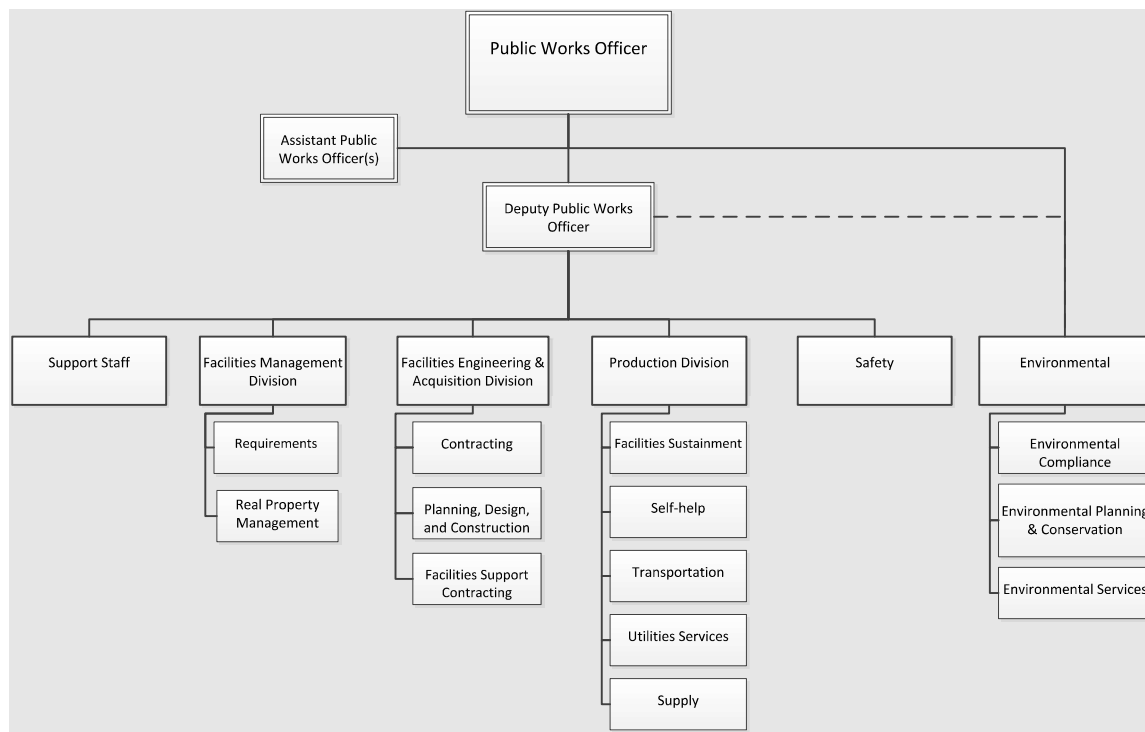 Public Works Officer
Assistant Public
Works Officer(s)
Deputy Public Works
Officer
Support Staff
Facilities Management
Division
Facilities Engineering &
Acquisition Division
Production Division
Safety
Environmental
Requirements
Real Property
Management
Contracting
Planning, Design,
and Construction
Facilities Support
Contracting
Facilities Sustainment
Self-help
Transportation
Utilities Services
Supply
Environmental
Compliance
Environmental Planning
& Conservation
Environmental Services